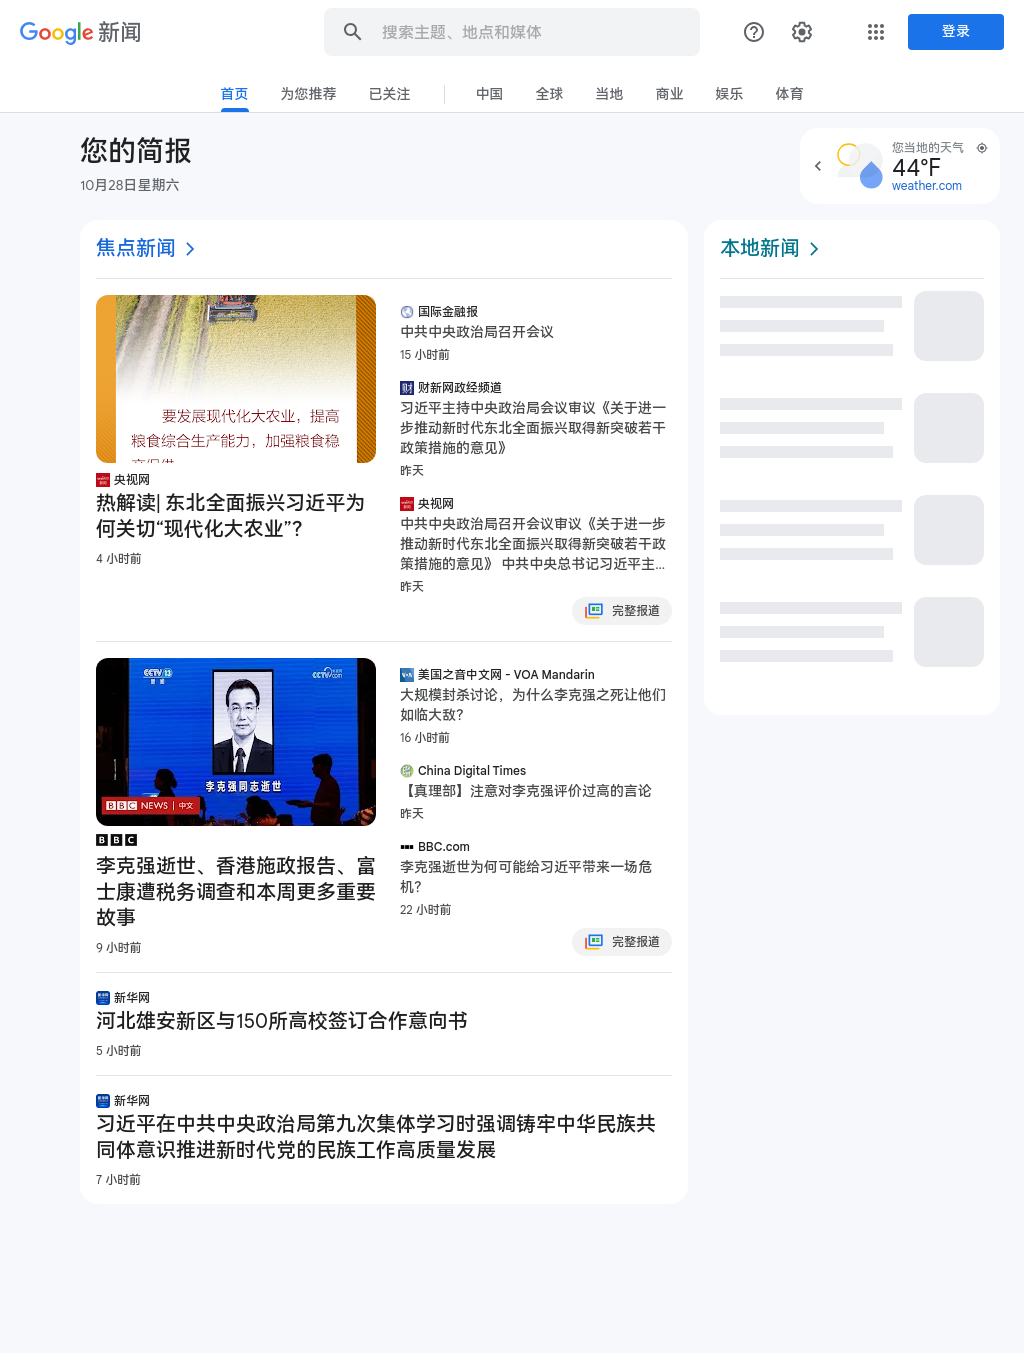 Google 新闻
搜索主题、地点和媒体
登录
首页
为您推荐
已关注
中国
全球
当地
商业
娱乐
体育
您的简报
10月28日星期六
您当地的天气
44°F
weather.com
焦点新闻
要发展现代化大农业，提高
粮食综合生产能力，加强粮食稳
央视网
热解读| 东北全面振兴习近平为
何关切“现代化大农业”？
4 小时前
国际金融报
中共中央政治局召开会议
15 小时前
财新网政经频道
习近平主持中央政治局会议审议《关于进一
步推动新时代东北全面振兴取得新突破若干
政策措施的意见》
昨天
央视网
中共中央政治局召开会议审议《关于进一步
推动新时代东北全面振兴取得新突破若干政
策措施的意见》 中共中央总书记习近平主...
昨天
完整报道
CCTV 13
新闻
CCTV.com
李克强同志逝世
BBC NEWS | 中文
BBC
李克强逝世、香港施政报告、富
士康遭税务调查和本周更多重要
故事
9 小时前
VOA
美国之音中文网 - VOA Mandarin
大规模封杀讨论，为什么李克强之死让他们
如临大敌？
16 小时前
China Digital Times
【真理部】注意对李克强评价过高的言论
昨天
BBC.com
李克强逝世为何可能给习近平带来一场危
机？
22 小时前
完整报道
新华网
河北雄安新区与150所高校签订合作意向书
5 小时前
新华网
习近平在中共中央政治局第九次集体学习时强调铸牢中华民族共
同体意识推进新时代党的民族工作高质量发展
7 小时前
本地新闻